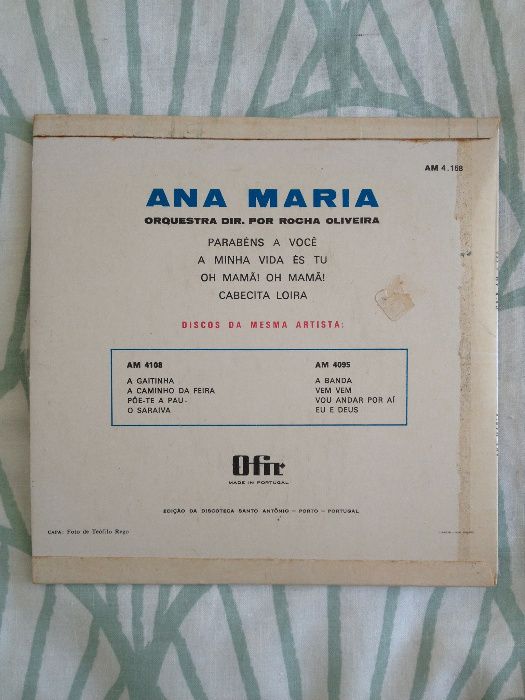 AM 4.158
ANA MARIA
ORQUESTRA DIR. POR ROCHA OLIVEIRA
PARABÉNS A VOCÊ
A MINHA VIDA ÉS TU
OH MAMÃ! OH MAMÃ!
CABECITA LOIRA
DISCOS DA MESMA ARTISTA:
AM 4108
A GAITINHA
A CAMINHO DA FEIRA
PÕE-TE A PAU-
O SARAIVA
AM 4095
A BANDA
VEM VEM
VOU ANDAR POR AÍ
EU E DEUS
Ofir
MADE IN PORTUGAL
EDIÇÃO DA DISCOTECA SANTO ANTÓNIO — PORTO — PORTUGAL
CAPA: Foto de Teófilo Rego